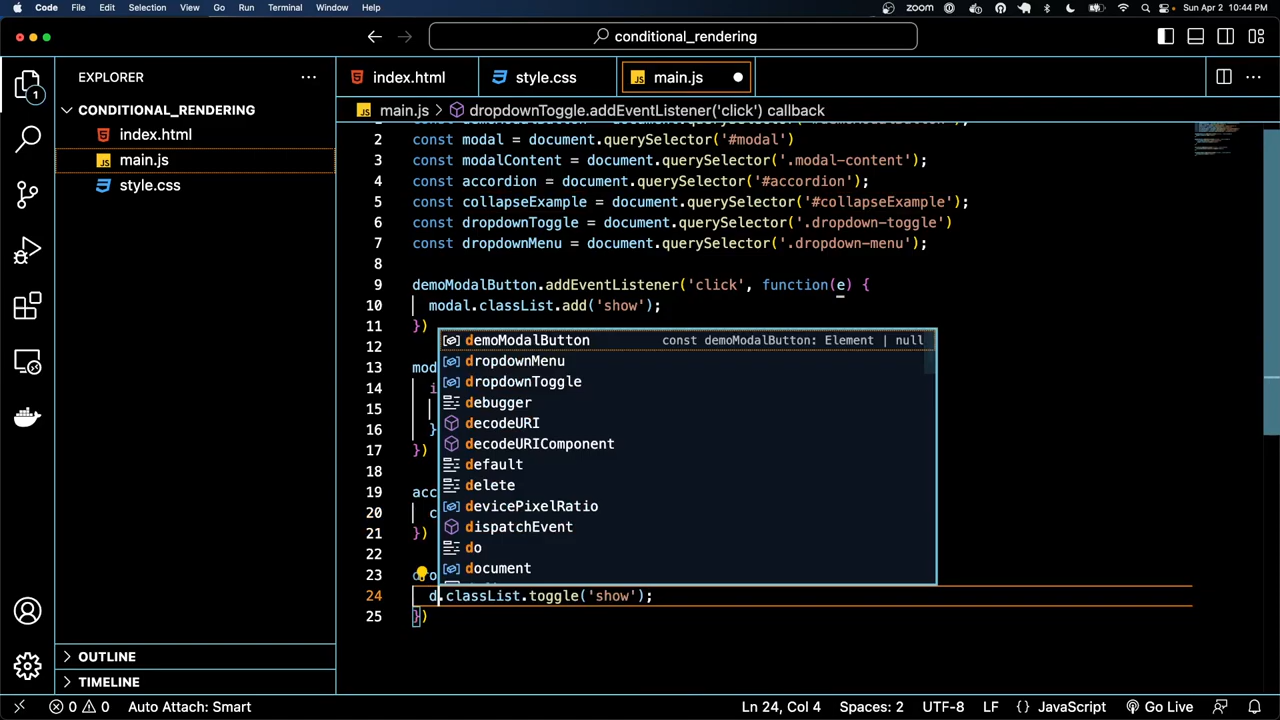 Code File Edit Selection View Go Run Terminal Window Help zoom Sun Apr 2 10:44 PM
conditional_rendering
EXPLORER
index.html style.css main.js
CONDITIONAL_RENDERING
index.html
main.js
style.css
OUTLINE
TIMELINE
main.js > dropdownToggle.addEventListener('click') callback
2 const modal = document.querySelector('#modal')
3 const modalContent = document.querySelector('.modal-content');
4 const accordion = document.querySelector('#accordion');
5 const collapseExample = document.querySelector('#collapseExample');
6 const dropdownToggle = document.querySelector('.dropdown-toggle')
7 const dropdownMenu = document.querySelector('.dropdown-menu');
8
9 demoModalButton.addEventListener('click', function(e) {
10 modal.classList.add('show');
11 })
12
13 mod
14 i
15
16 }
17 })
18
19 acc
20 c
21 })
22
23 dro
24 d.classList.toggle('show');
25 })
demoModalButton const demoModalButton: Element | null
dropdownMenu
dropdownToggle
debugger
decodeURI
decodeURIComponent
default
delete
devicePixelRatio
dispatchEvent
do
document
0 0 Auto Attach: Smart Ln 24, Col 4 Spaces: 2 UTF-8 LF {} JavaScript Go Live